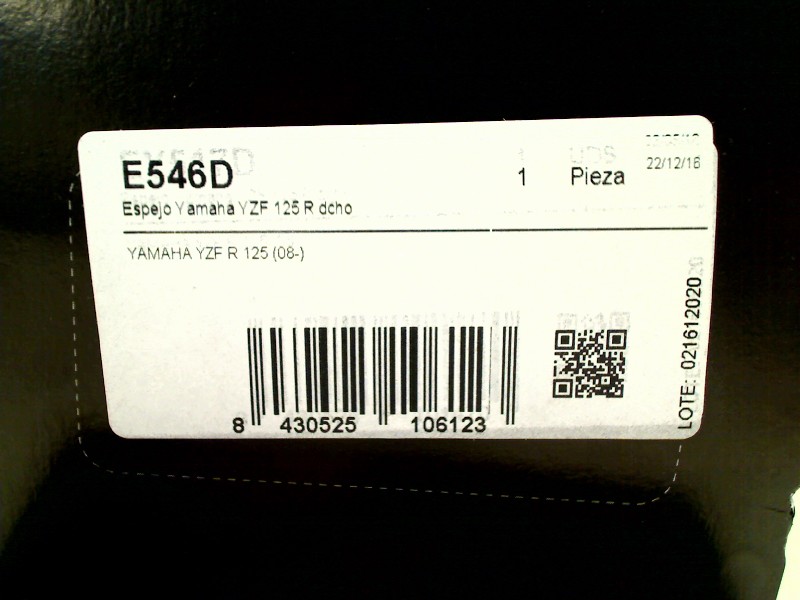 E546D 1 Pieza 22/12/16
Espejo Yamaha YZF 125 R dcho
YAMAHA YZF R 125 (08-)
8 430525 106123
LOTE: 021612020